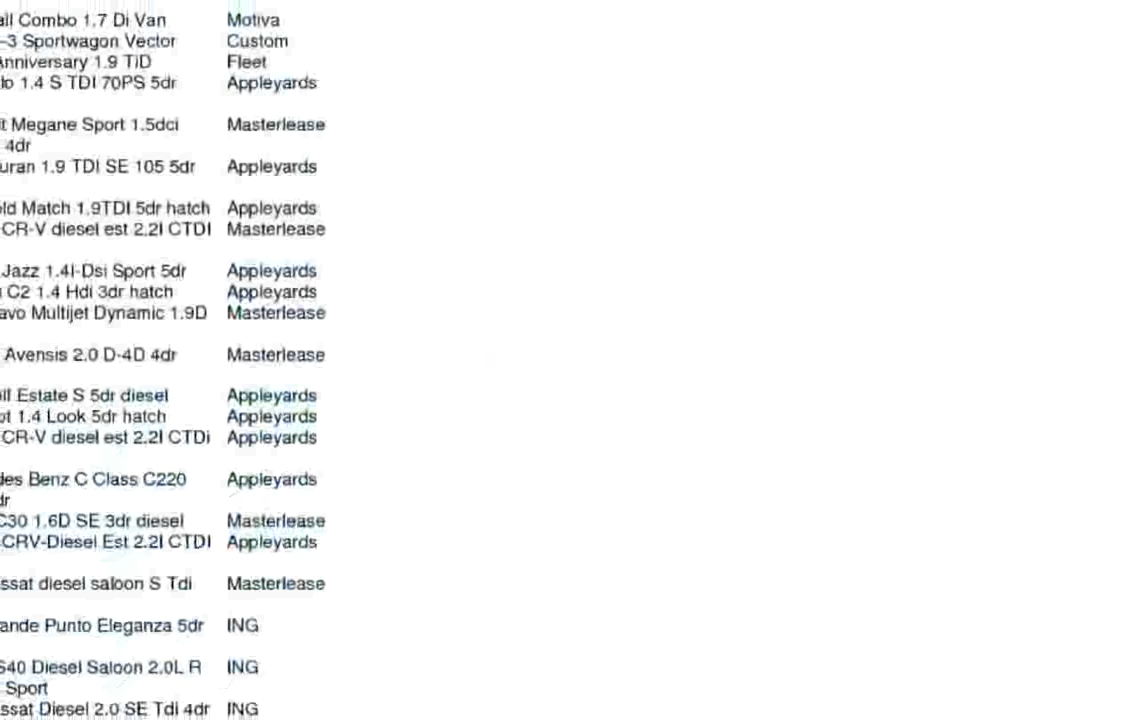 all Combo 1.7 Di Van Motiva
-3 Sportwagon Vector Custom
Anniversary 1.9 TiD Fleet
lo 1.4 S TDI 70PS 5dr Appleyards
t Megane Sport 1.5dci Masterlease
4dr
uran 1.9 TDI SE 105 5dr Appleyards
old Match 1.9TDI 5dr hatch Appleyards
CR-V diesel est 2.2l CTDI Masterlease
Jazz 1.4I-Dsi Sport 5dr Appleyards
C2 1.4 Hdi 3dr hatch Appleyards
avo Multijet Dynamic 1.9D Masterlease
Avensis 2.0 D-4D 4dr Masterlease
ill Estate S 5dr diesel Appleyards
ot 1.4 Look 5dr hatch Appleyards
CR-V diesel est 2.2l CTDi Appleyards
des Benz C Class C220 Appleyards
dr
C30 1.6D SE 3dr diesel Masterlease
CRV-Diesel Est 2.2l CTDI Appleyards
ssat diesel saloon S Tdi Masterlease
ande Punto Eleganza 5dr ING
S40 Diesel Saloon 2.0L R ING
Sport
ssat Diesel 2.0 SE Tdi 4dr ING